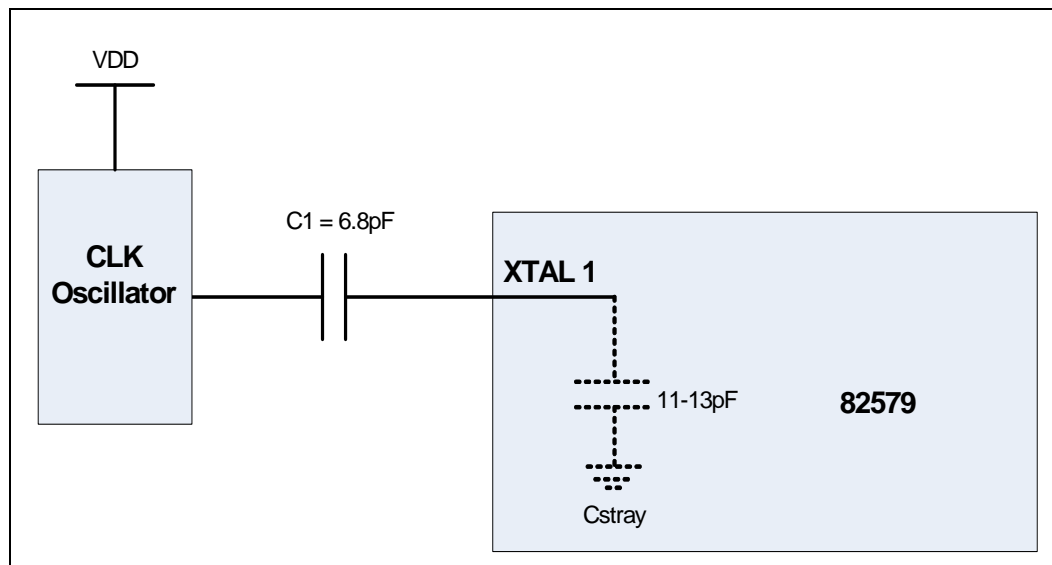 VDD
CLK
Oscillator
C1 = 6.8pF
XTAL 1
11-13pF
82579
Cstray